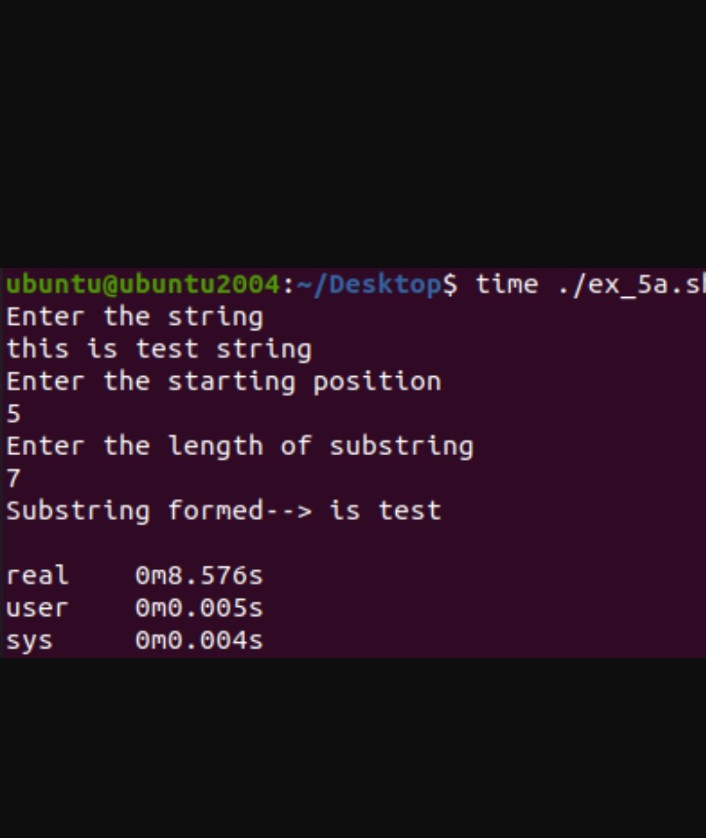 ubuntu@ubuntu2004:~/Desktop$ time ./ex_5a.sh
Enter the string
this is test string
Enter the starting position
5
Enter the length of substring
7
Substring formed--> is test
real 0m8.576s
user 0m0.005s
sys 0m0.004s